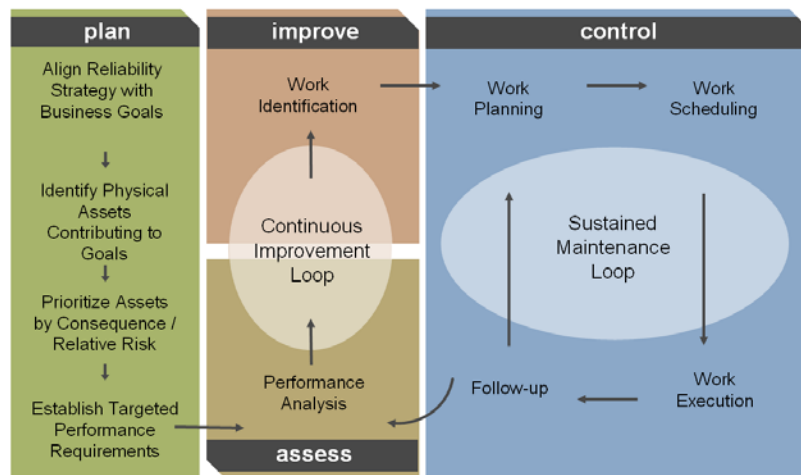 plan
Align Reliability
Strategy with
Business Goals
Identify Physical
Assets
Contributing to
Goals
Prioritize Assets
by Consequence /
Relative Risk
Establish Targeted
Performance
Requirements
improve
Work
Identification
Continuous
Improvement
Loop
Performance
Analysis
assess
control
Work
Planning
Work
Scheduling
Sustained
Maintenance
Loop
Follow-up
Work
Execution